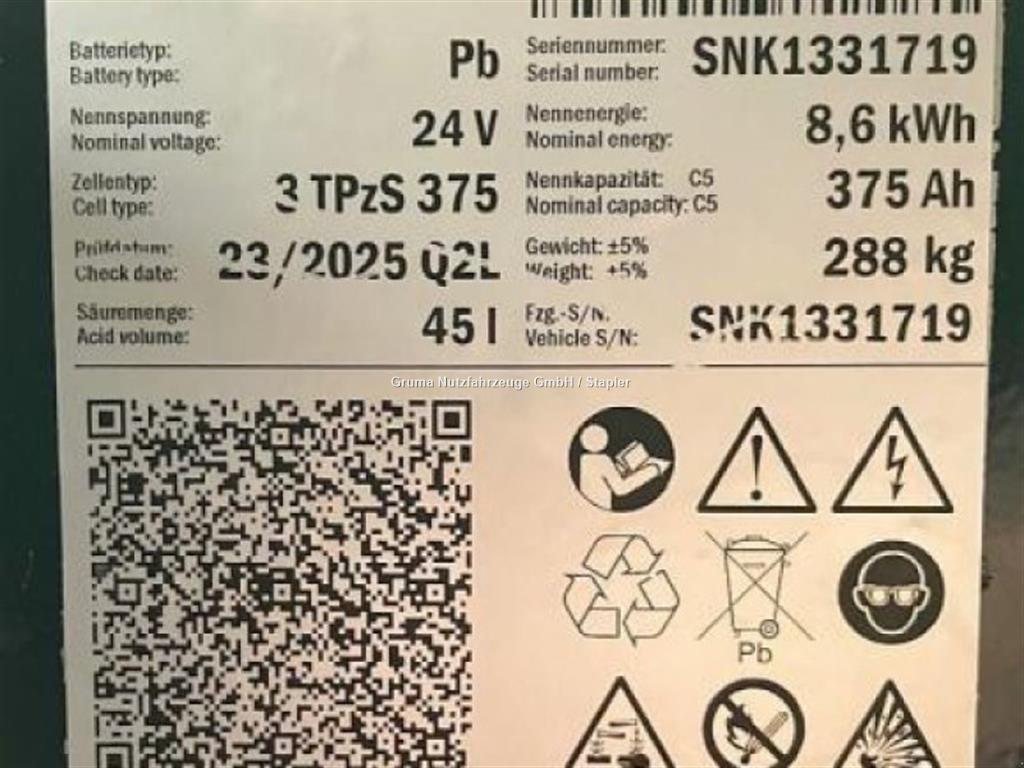 Batterietyp:
Battery type:
Pb
Seriennummer:
Serial number:
SNK1331719
Nennspannung:
Nominal voltage:
24 V
Nennenergie:
Nominal energy:
8,6 kWh
Zellentyp:
Cell type:
3 TPzS 375
Nennkapazität: C5
Nominal capacity: C5
375 Ah
Prüfdatum:
Check date:
23/2025 Q2L
Gewicht: ±5%
Weight: ±5%
288 kg
Säuremenge:
Acid volume:
45 l
Fzg.-S/N.
Vehicle S/N:
SNK1331719
Gruma Nutzfahrzeuge GmbH / Stapler
Pb